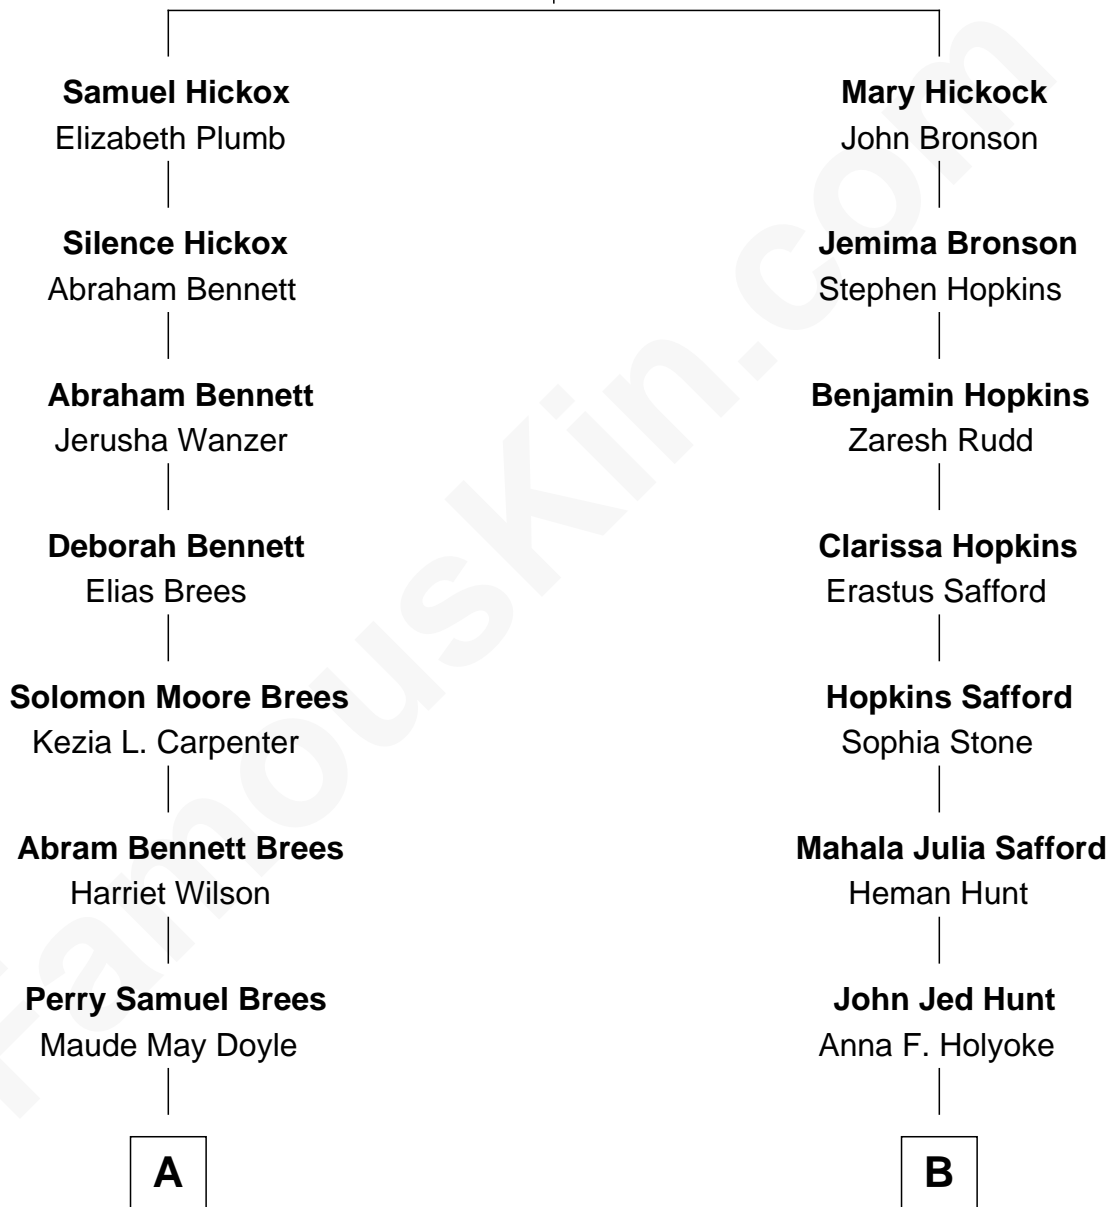 Samuel Hickox
Elizabeth Plumb
Mary Hickock
John Bronson
Silence Hickox
Abraham Bennett
Jemima Bronson
Stephen Hopkins
Abraham Bennett
Jerusha Wanzer
Benjamin Hopkins
Zaresh Rudd
Deborah Bennett
Elias Brees
Clarissa Hopkins
Erastus Safford
Solomon Moore Brees
Kezia L. Carpenter
Hopkins Safford
Sophia Stone
Abram Bennett Brees
Harriet Wilson
Mahala Julia Safford
Heman Hunt
Perry Samuel Brees
Maude May Doyle
John Jed Hunt
Anna F. Holyoke
A
B
FamousKin.com